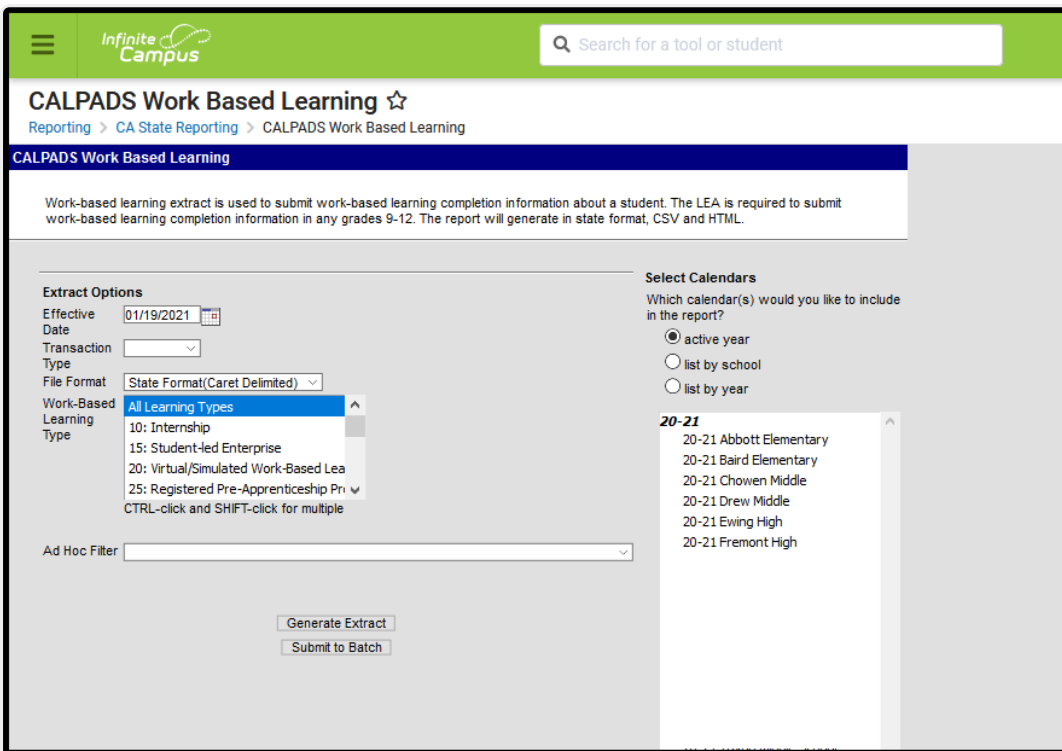 Infinite
Campus
Search for a tool or student
CALPADS Work Based Learning
Reporting > CA State Reporting > CALPADS Work Based Learning
CALPADS Work Based Learning
Work-based learning extract is used to submit work-based learning completion information about a student. The LEA is required to submit
work-based learning completion information in any grades 9-12. The report will generate in state format, CSV and HTML.
Extract Options
Effective
Date
01/19/2021
Transaction
Type
File Format
State Format(Caret Delimited)
Work-Based
Learning
Type
All Learning Types
10: Internship
15: Student-led Enterprise
20: Virtual/Simulated Work-Based Lea
25: Registered Pre-Apprenticeship
CTRL-click and SHIFT-click for multiple
Ad Hoc Filter
Generate Extract
Submit to Batch
Select Calendars
Which calendar(s) would you like to include
in the report?
active year
list by school
list by year
20-21
20-21 Abbott Elementary
20-21 Baird Elementary
20-21 Chowen Middle
20-21 Drew Middle
20-21 Ewing High
20-21 Fremont High